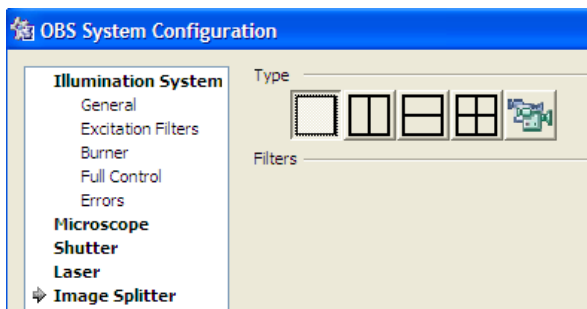 OBS System Configuration
Illumination System
General
Excitation Filters
Burner
Full Control
Errors
Microscope
Shutter
Laser
Image Splitter
Type
Filters